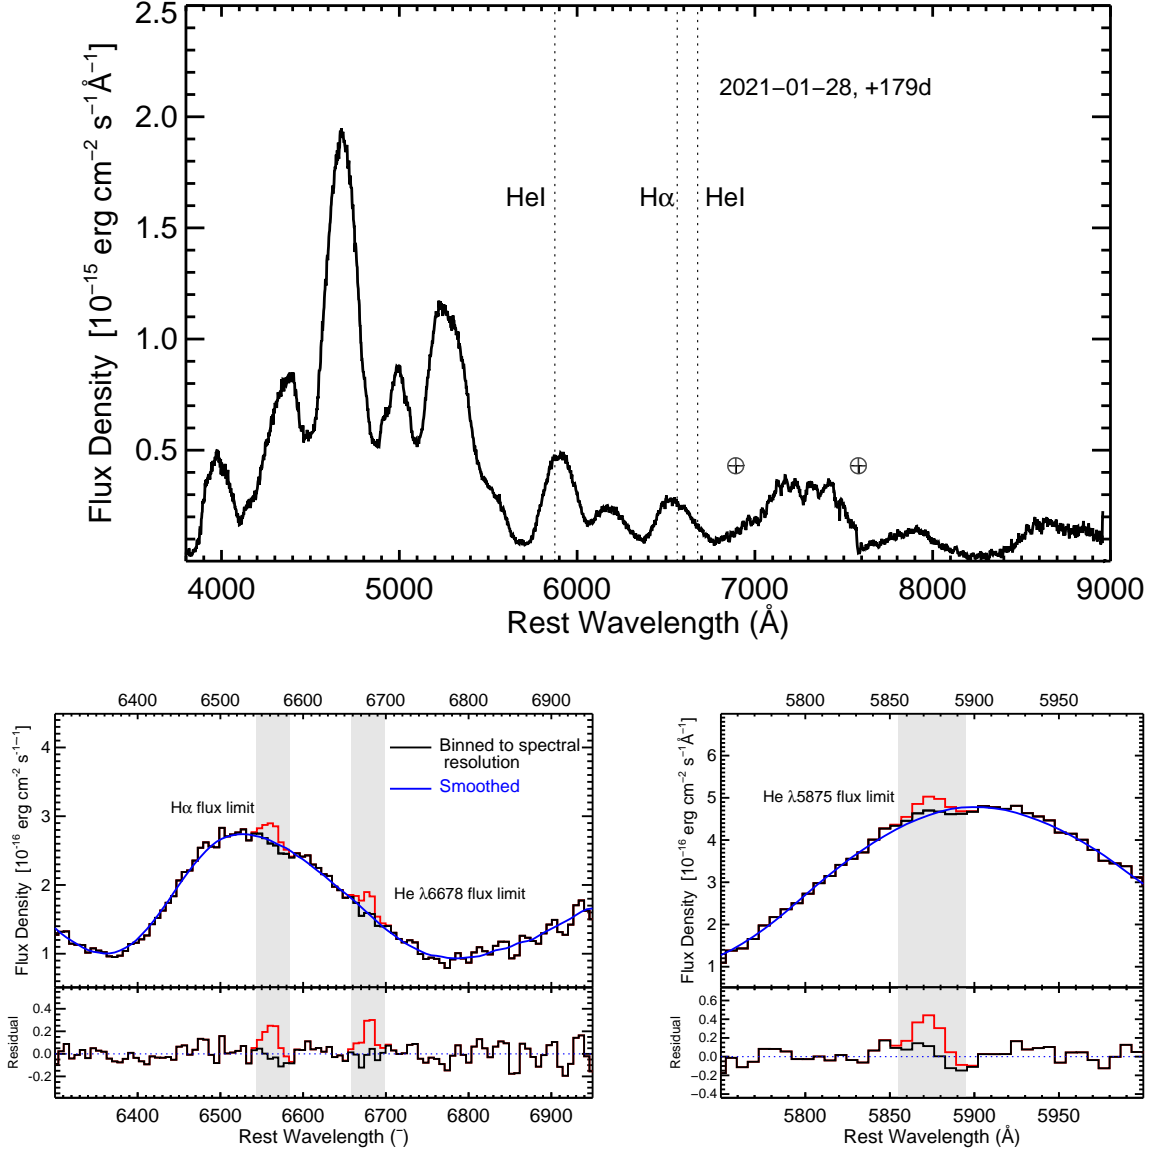 2.5
2.0
1.5
1.0
0.5
Flux Density [10−15 erg cm−2 s−1Å−1]
2021−01−28, +179d
HeI
Hα
HeI
⊕
⊕
4000 5000 6000 7000 8000 9000
Rest Wavelength (Å)
6400 6500 6600 6700 6800 6900
4
3
2
1
Flux Density [10-16 erg cm-2 s-1-1]
Binned to spectral
resolution
Smoothed
Hα flux limit
He λ6678 flux limit
0.4
0.2
0.0
−0.2
Residual
6400 6500 6600 6700 6800 6900
Rest Wavelength (¯)
5800 5850 5900 5950
6
5
4
3
2
1
Flux Density [10-16 erg cm-2 s-1Å-1]
He λ5875 flux limit
0.6
0.4
0.2
0.0
−0.2
−0.4
Residual
5800 5850 5900 5950
Rest Wavelength (Å)